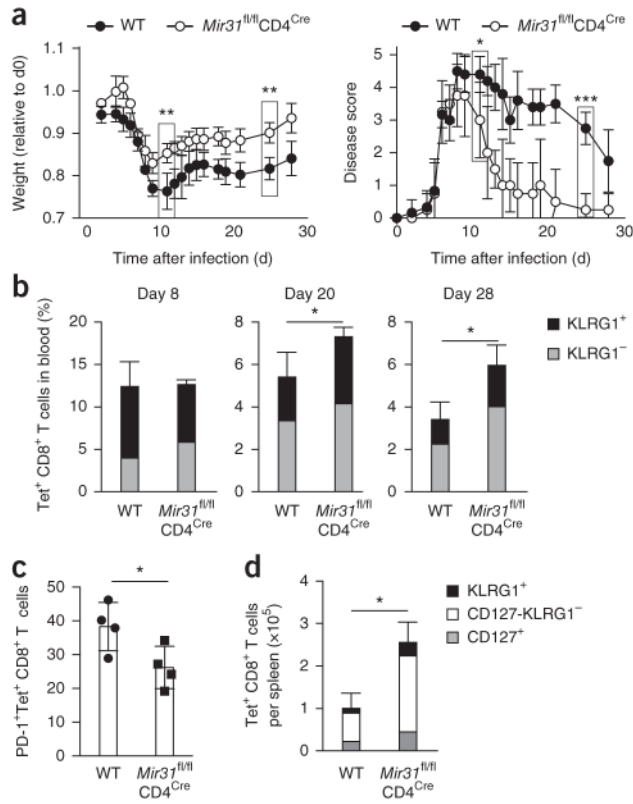 a
WT
Mir31fl/flCD4Cre
Weight (relative to d0)
1.1
1.0
0.9
0.8
0.7
**
**
0
10
20
30
Time after infection (d)
WT
Mir31fl/flCD4Cre
Disease score
5
4
3
2
1
0
*
***
0
10
20
30
Time after infection (d)
b
Tet+ CD8+ T cells in blood (%)
Day 8
20
15
10
5
0
WT
Mir31fl/fl
CD4Cre
Day 20
8
6
4
2
0
*
WT
Mir31fl/fl
CD4Cre
Day 28
8
6
4
2
0
*
WT
Mir31fl/fl
CD4Cre
KLRG1+
KLRG1−
c
PD-1+Tet+ CD8+ T cells
50
40
30
20
10
0
*
WT
Mir31fl/fl
CD4Cre
d
Tet+ CD8+ T cells
per spleen (×105)
4
3
2
1
0
*
WT
Mir31fl/fl
CD4Cre
KLRG1+
CD127-KLRG1−
CD127+